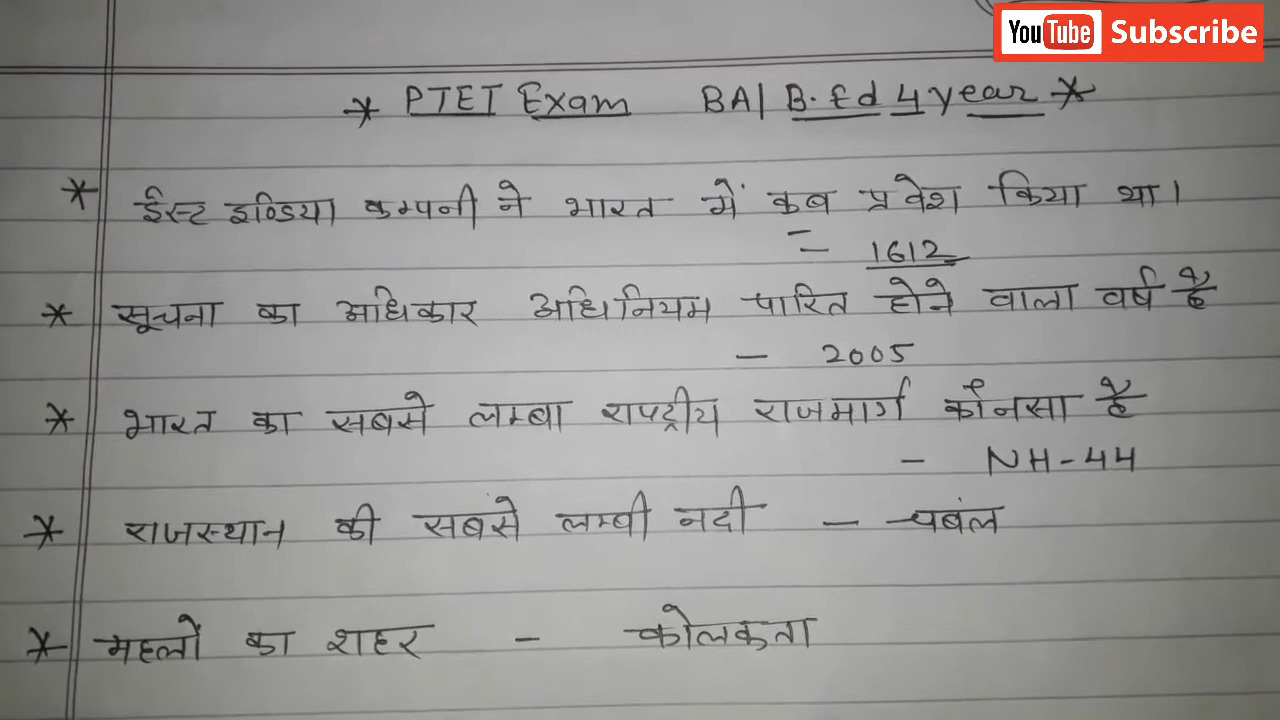 YouTube Subscribe
* PTET Exam BA/B.Ed 4 year *
* ईस्ट इण्डिया कम्पनी ने भारत में कब प्रवेश किया था।
= 1612
* सूचना का अधिकार अधिनियम पारित होने वाला वर्ष है
- 2005
* भारत का सबसे लम्बा राष्ट्रीय राजमार्ग कौनसा है
- NH-44
* राजस्थान की सबसे लम्बी नदी - चबंल
* महलों का शहर - कोलकता